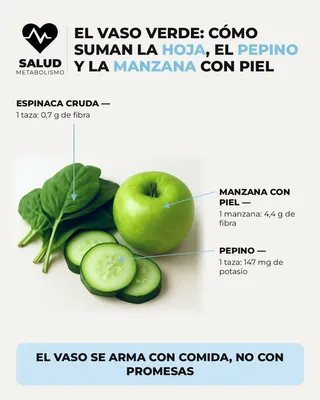 SALUD
METABOLISMO
EL VASO VERDE: CÓMO
SUMAN LA HOJA, EL PEPINO
Y LA MANZANA CON PIEL
ESPINACA CRUDA —
1 taza: 0,7 g de fibra
MANZANA CON
PIEL —
1 manzana: 4,4 g de
fibra
PEPINO —
1 taza: 147 mg de
potasio
EL VASO SE ARMA CON COMIDA, NO CON
PROMESAS